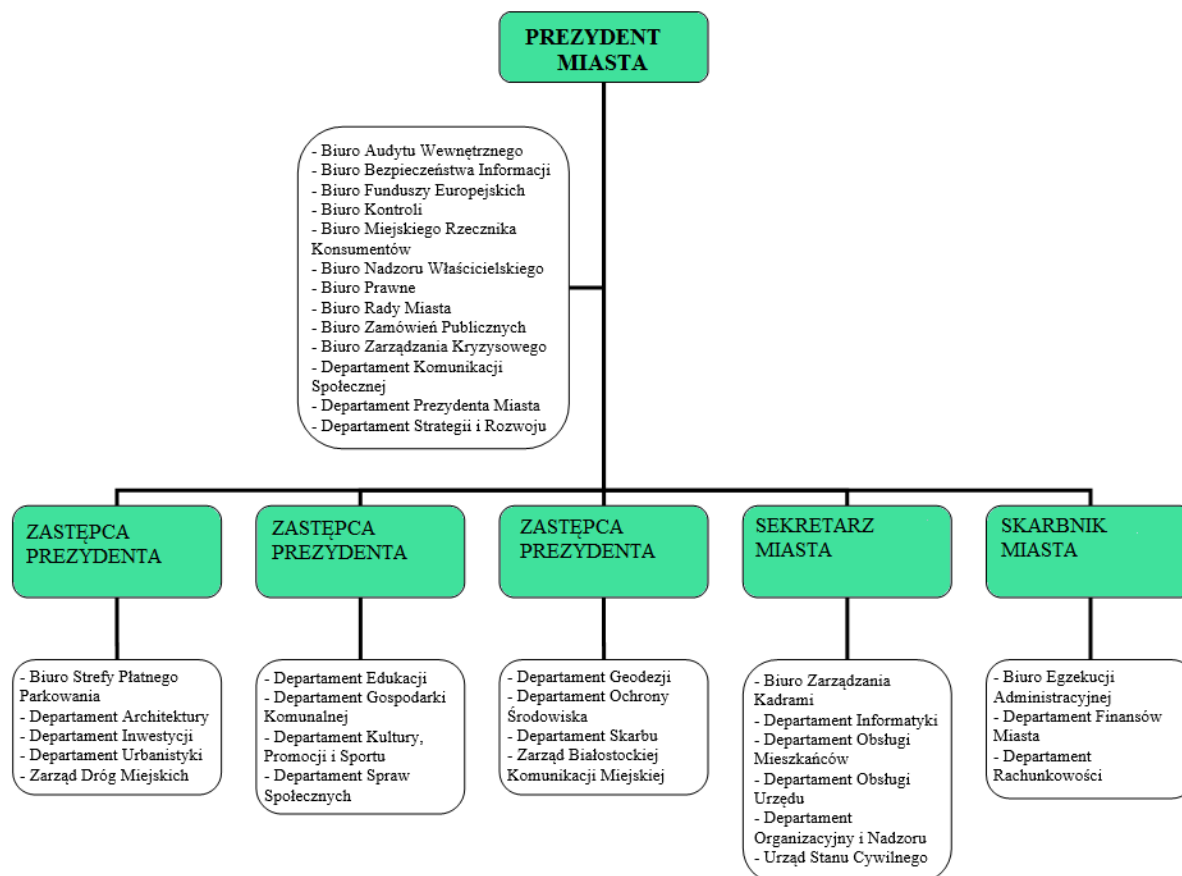 PREZYDENT
MIASTA
- Biuro Audytu Wewnętrznego
- Biuro Bezpieczeństwa Informacji
- Biuro Funduszy Europejskich
- Biuro Kontroli
- Biuro Miejskiego Rzecznika
Konsumentów
- Biuro Nadzoru Właścicielskiego
- Biuro Prawne
- Biuro Rady Miasta
- Biuro Zamówień Publicznych
- Biuro Zarządzania Kryzysowego
- Departament Komunikacji
Społecznej
- Departament Prezydenta Miasta
- Departament Strategii i Rozwoju
ZASTĘPCA
PREZYDENTA
- Biuro Strefy Płatnego
Parkowania
- Departament Architektury
- Departament Inwestycji
- Departament Urbanistyki
- Zarząd Dróg Miejskich
ZASTĘPCA
PREZYDENTA
- Departament Edukacji
- Departament Gospodarki
Komunalnej
- Departament Kultury,
Promocji i Sportu
- Departament Spraw
Społecznych
ZASTĘPCA
PREZYDENTA
- Departament Geodezji
- Departament Ochrony
Środowiska
- Departament Skarbu
- Zarząd Białostockiej
Komunikacji Miejskiej
SEKRETARZ
MIASTA
- Biuro Zarządzania
Kadrami
- Departament Informatyki
- Departament Obsługi
Mieszkańców
- Departament Obsługi
Urzędu
- Departament
Organizacyjny i Nadzoru
- Urząd Stanu Cywilnego
SKARBNIK
MIASTA
- Biuro Egzekucji
Administracyjnej
- Departament Finansów
Miasta
- Departament
Rachunkowości